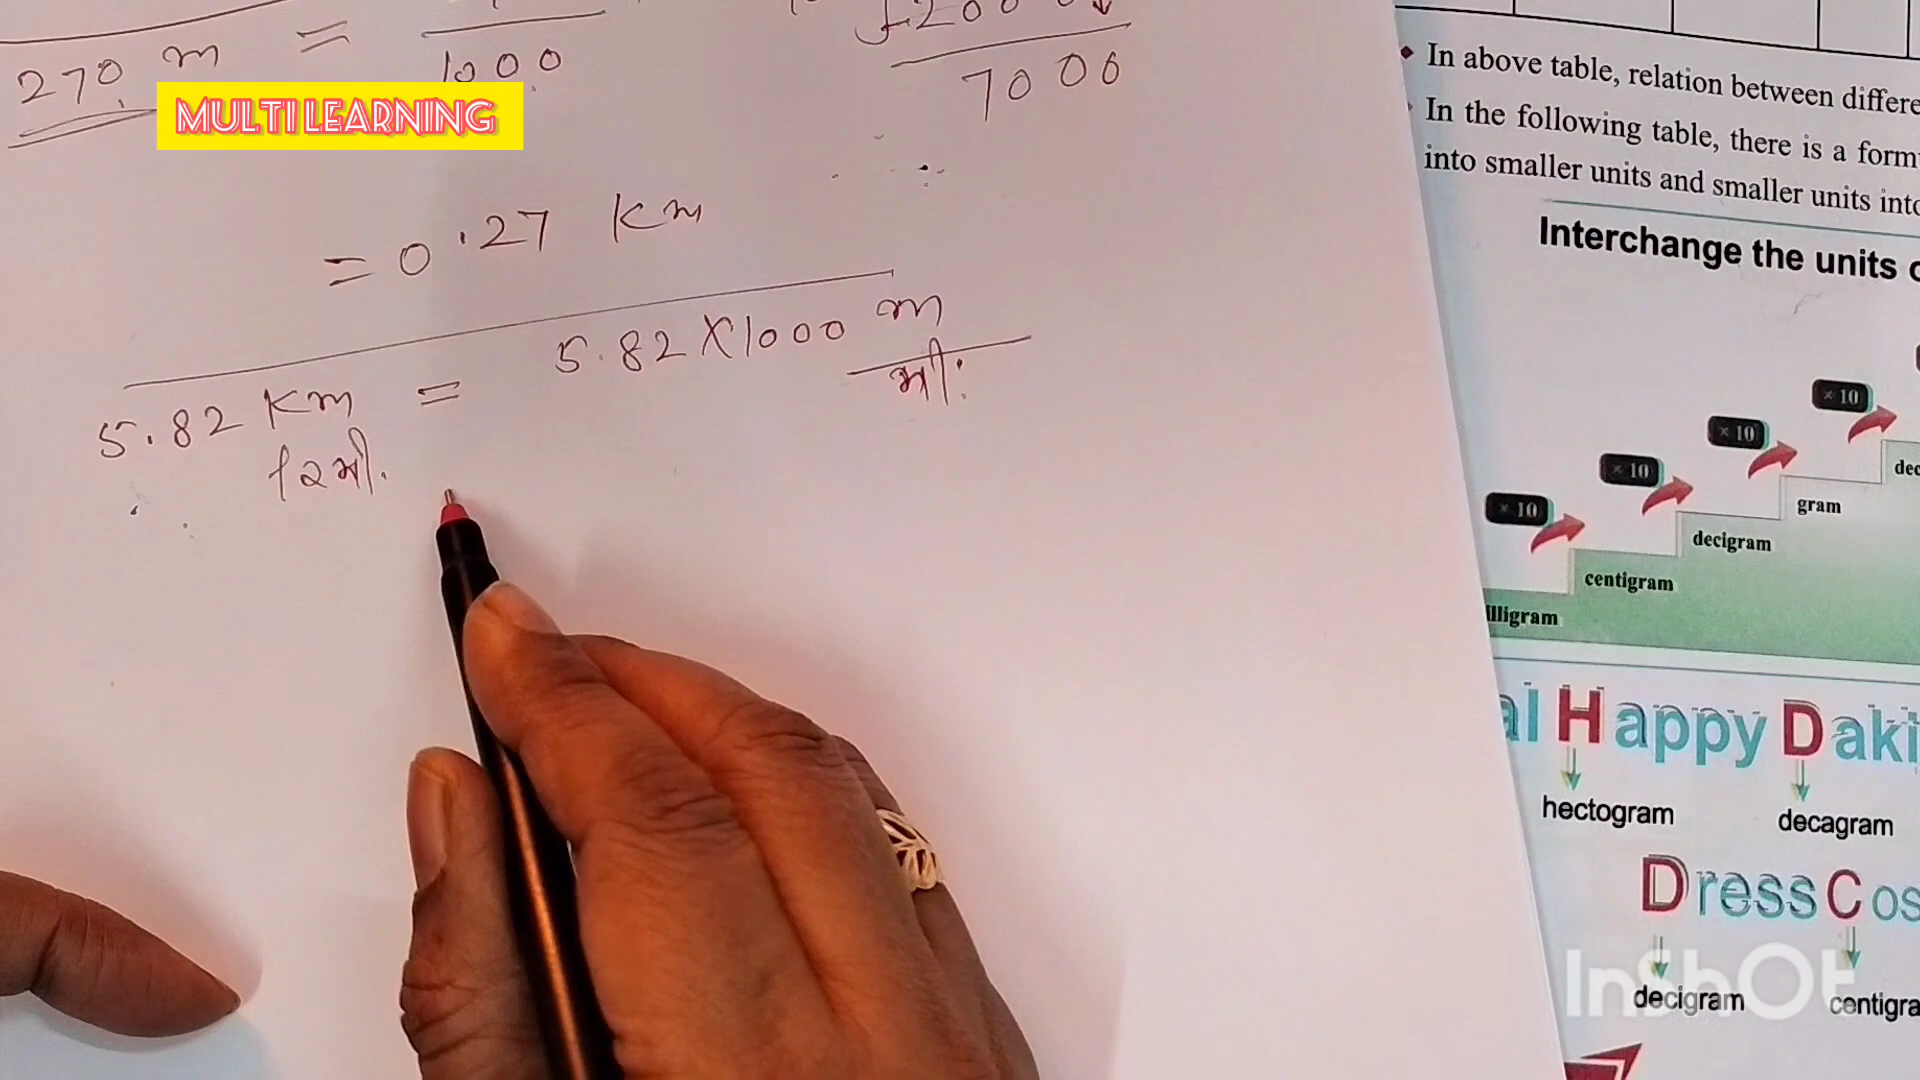 270 m =
1000
7000
MULTI LEARNING
= 0.27 Km
5.82 Km = 5.82 X 1000 m
मी.
In above table, relation between differe
In the following table, there is a form
into smaller units and smaller units into
Interchange the units o
× 10
× 10
× 10
× 10
dec
gram
decigram
centigram
illigram
al Happy Daki
hectogram decagram
Dress Cos
decigram centigra
InShOt